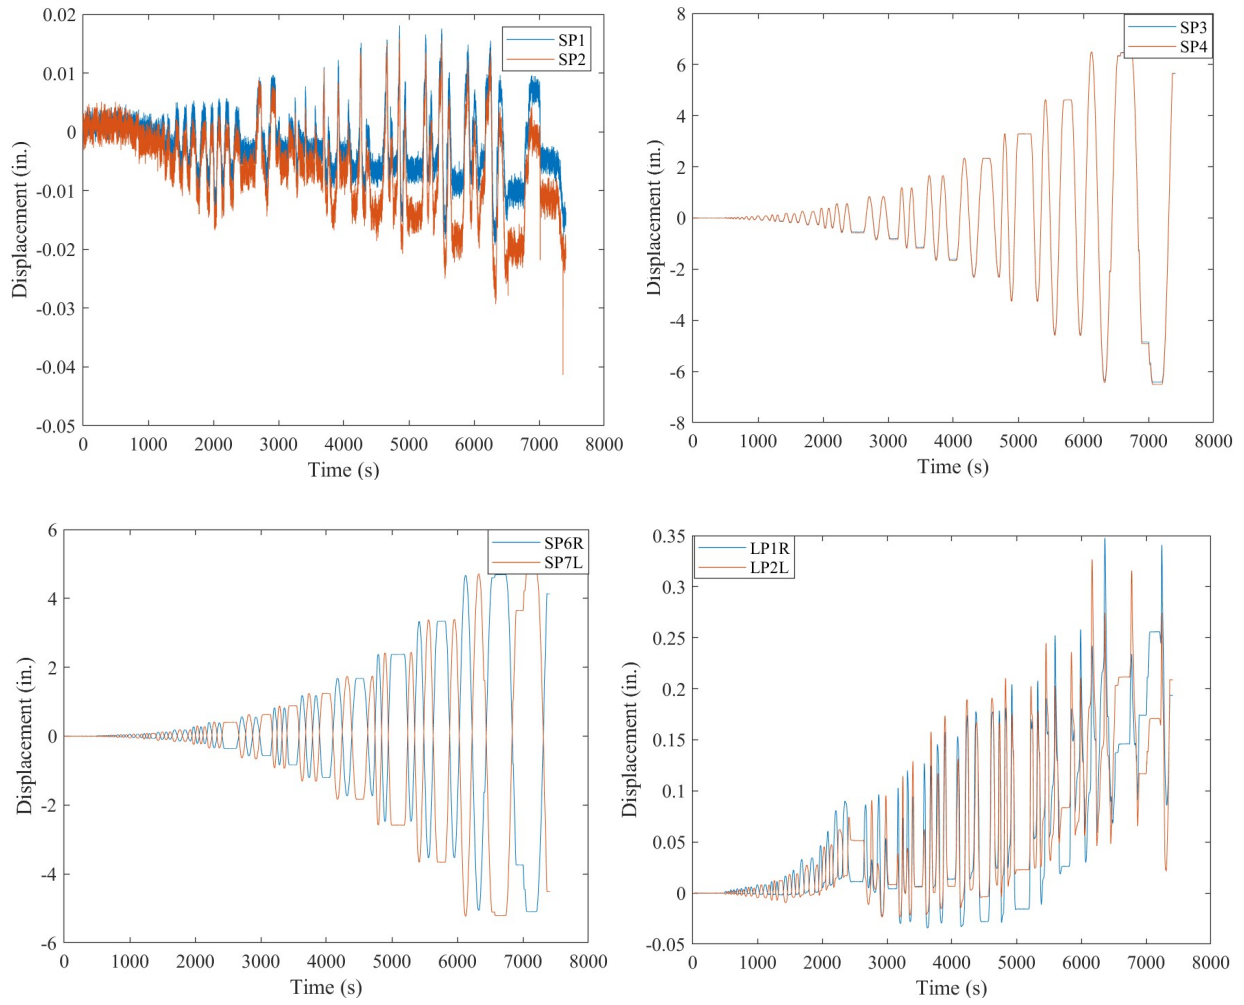 0.02
0.01
0
-0.01
-0.02
-0.03
-0.04
-0.05
Displacement (in.)
SP1
SP2
0 1000 2000 3000 4000 5000 6000 7000 8000
Time (s)
8
6
4
2
0
-2
-4
-6
-8
Displacement (in.)
SP3
SP4
0 1000 2000 3000 4000 5000 6000 7000 8000
Time (s)
6
4
2
0
-2
-4
-6
Displacement (in.)
SP6R
SP7L
0 1000 2000 3000 4000 5000 6000 7000 8000
Time (s)
0.35
0.3
0.25
0.2
0.15
0.1
0.05
0
-0.05
Displacement (in.)
LP1R
LP2L
0 1000 2000 3000 4000 5000 6000 7000 8000
Time (s)